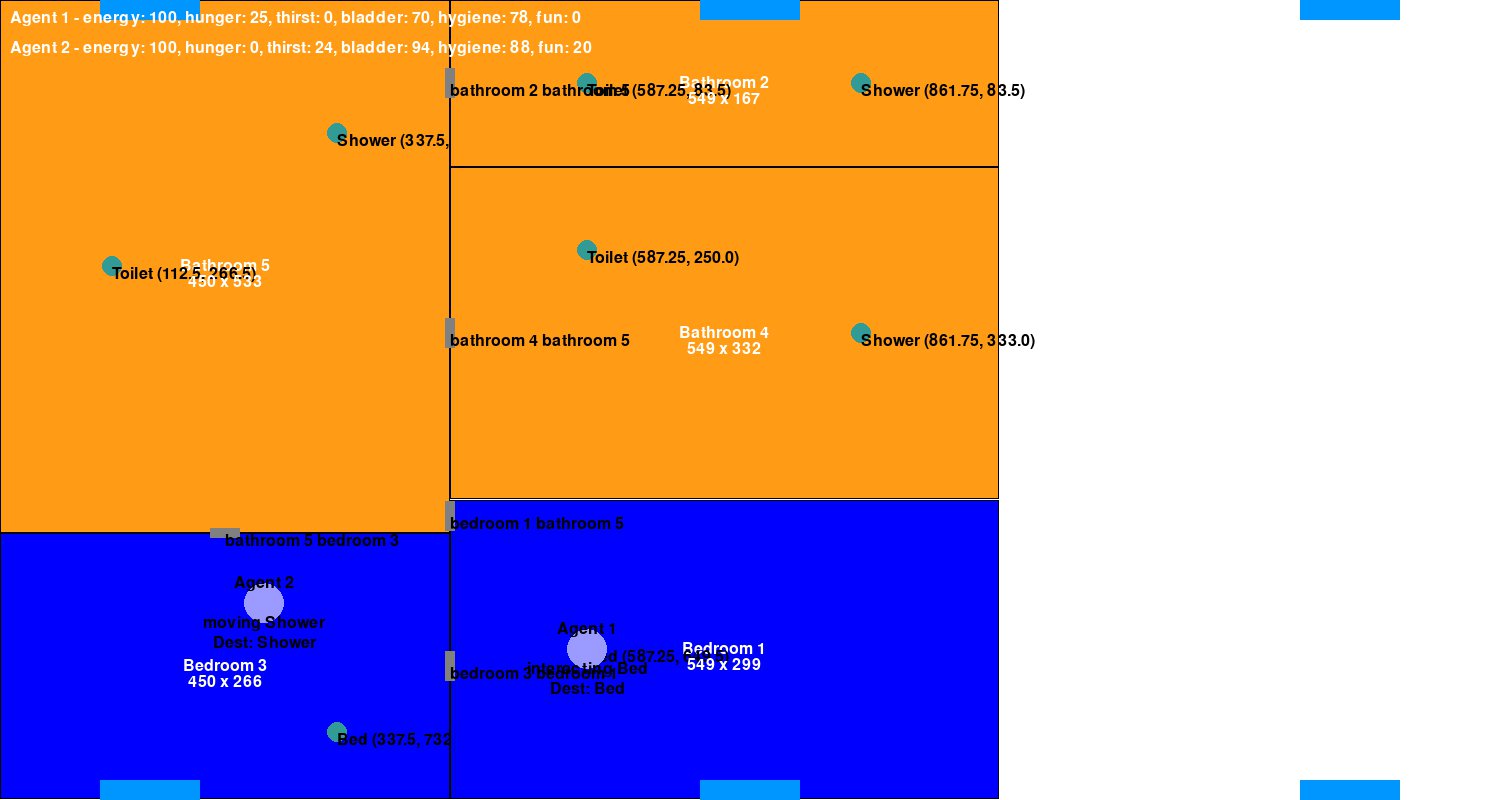 Agent 1 - energy: 100, hunger: 25, thirst: 0, bladder: 70, hygiene: 78, fun: 0
Agent 2 - energy: 100, hunger: 0, thirst: 24, bladder: 94, hygiene: 88, fun: 20
bathroom 2 bathroom 5
Toilet (587.25, 83.5)
Bathroom 2
549 x 167
Shower (861.75, 83.5)
Shower (337.5,
Toilet (587.25, 250.0)
Bathroom 5
450 x 533
Toilet (112.5, 266.5)
bathroom 4 bathroom 5
Bathroom 4
549 x 332
Shower (861.75, 333.0)
bedroom 1 bathroom 5
bathroom 5 bedroom 3
Agent 2
moving Shower
Dest: Shower
Bedroom 3
450 x 266
Agent 1
interacting Bed
Dest: Bed
Bedroom 1
549 x 299
bedroom 3 bedroom 1
Bed (337.5, 732